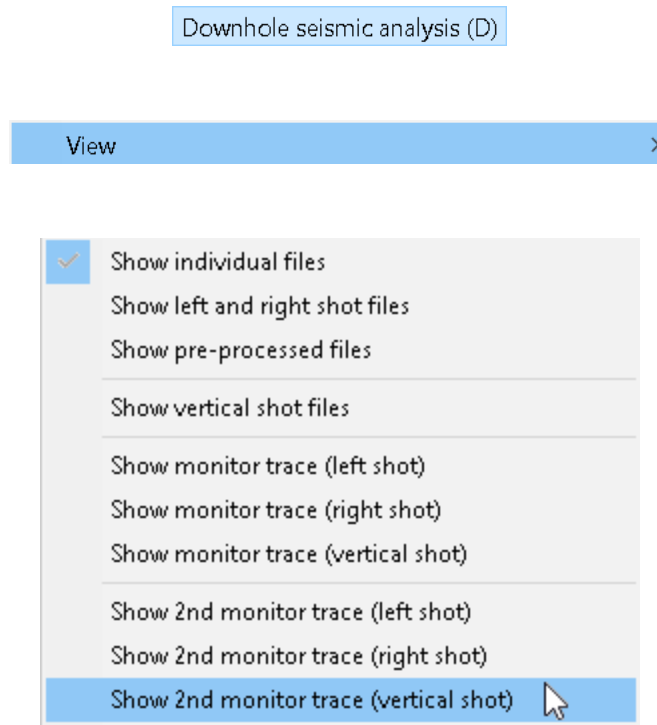 Downhole seismic analysis (D)
View
Show individual files
Show left and right shot files
Show pre-processed files
Show vertical shot files
Show monitor trace (left shot)
Show monitor trace (right shot)
Show monitor trace (vertical shot)
Show 2nd monitor trace (left shot)
Show 2nd monitor trace (right shot)
Show 2nd monitor trace (vertical shot)